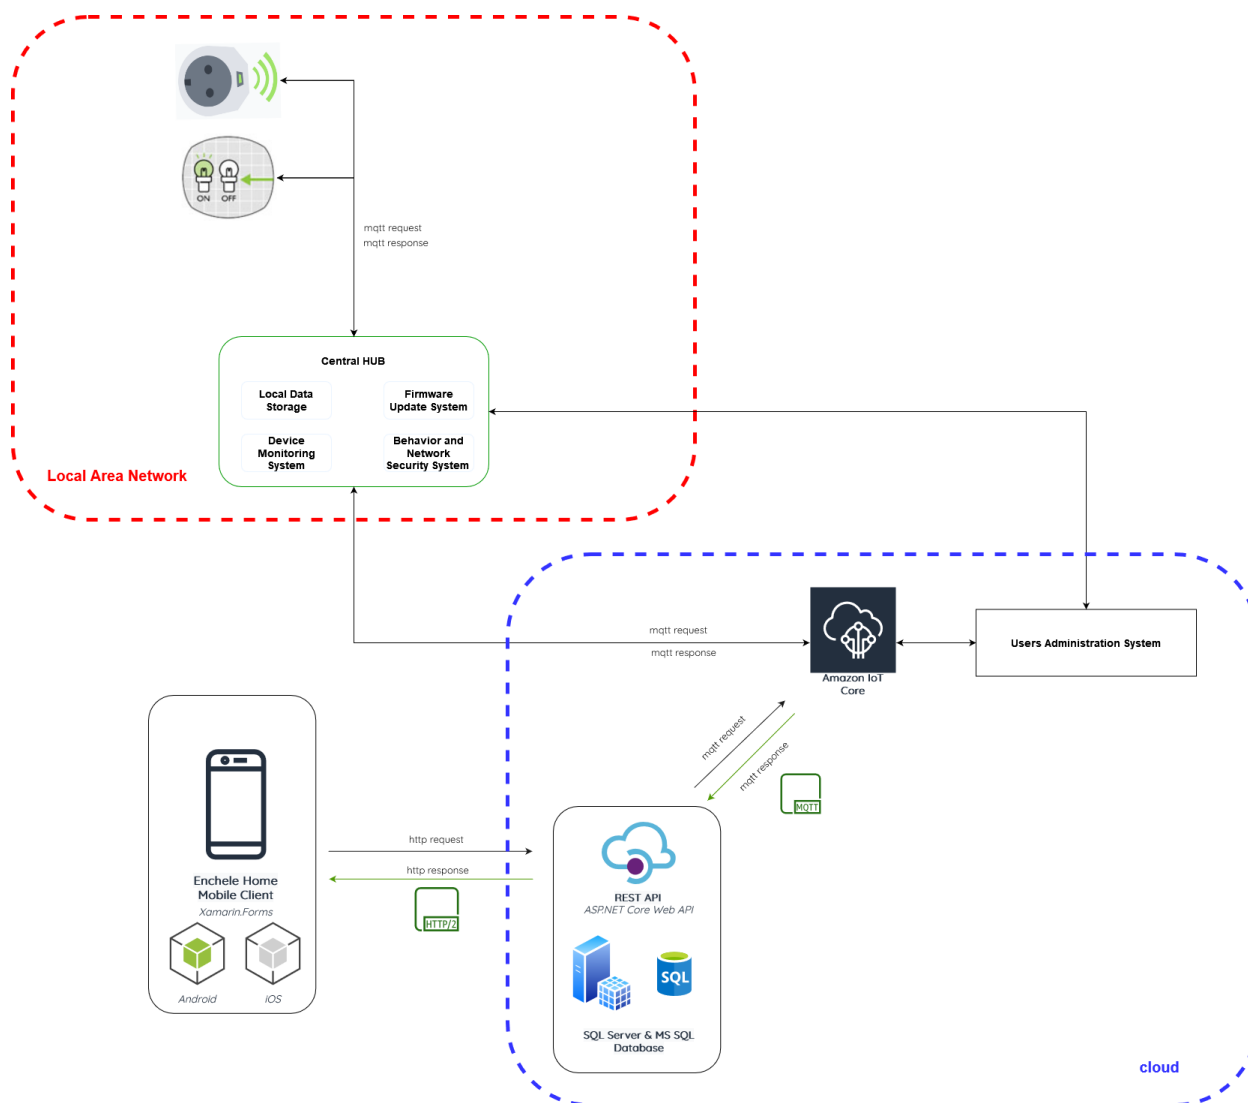 ON OFF
mqtt request
mqtt response
Central HUB
Local Data
Storage
Firmware
Update System
Device
Monitoring
System
Behavior and
Network
Security System
Local Area Network
mqtt request
mqtt response
Amazon IoT
Core
Users Administration System
mqtt request
mqtt response
MQTT
http request
http response
HTTP/2
Enchele Home
Mobile Client
Xamarin.Forms
Android
iOS
REST API
ASP.NET Core Web API
SQL
SQL Server & MS SQL
Database
cloud